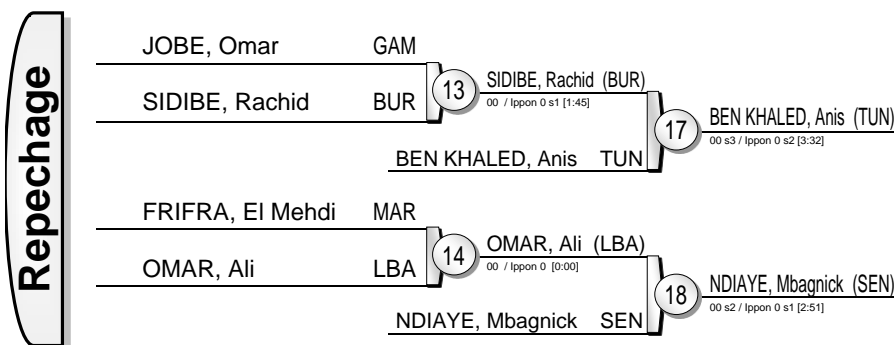 Repechage
JOBE, Omar GAM
SIDIBE, Rachid BUR
13
SIDIBE, Rachid (BUR)
00 / Ippon 0 s1 [1:45]
BEN KHALED, Anis TUN
17
BEN KHALED, Anis (TUN)
00 s3 / Ippon 0 s2 [3:32]
FRIFRA, El Mehdi MAR
OMAR, Ali LBA
14
OMAR, Ali (LBA)
00 / Ippon 0 [0:00]
NDIAYE, Mbagnick SEN
18
NDIAYE, Mbagnick (SEN)
00 s2 / Ippon 0 s1 [2:51]